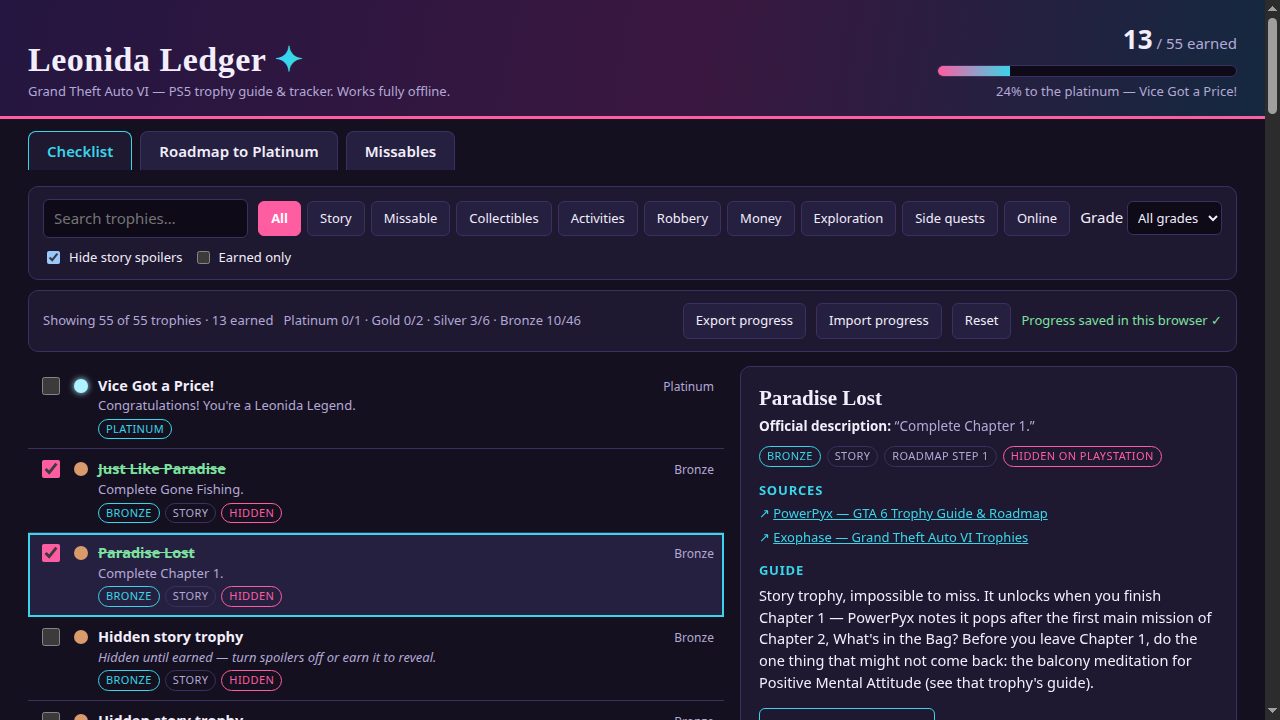 Leonida Ledger ✦
Grand Theft Auto VI — PS5 trophy guide & tracker. Works fully offline.
13 / 55 earned
24% to the platinum — Vice Got a Price!
Checklist
Roadmap to Platinum
Missables
Search trophies…
All
Story
Missable
Collectibles
Activities
Robbery
Money
Exploration
Side quests
Online
Grade
All grades
Hide story spoilers
Earned only
Showing 55 of 55 trophies · 13 earned
Platinum 0/1 · Gold 0/2 · Silver 3/6 · Bronze 10/46
Export progress
Import progress
Reset
Progress saved in this browser ✓
Vice Got a Price!
Platinum
Congratulations! You're a Leonida Legend.
PLATINUM
Just Like Paradise
Bronze
Complete Gone Fishing.
BRONZE
STORY
HIDDEN
Paradise Lost
Bronze
Complete Chapter 1.
BRONZE
STORY
HIDDEN
Hidden story trophy
Bronze
Hidden until earned — turn spoilers off or earn it to reveal.
BRONZE
STORY
HIDDEN
Hidden story trophy
Bronze
Paradise Lost
Official description: “Complete Chapter 1.”
BRONZE
STORY
ROADMAP STEP 1
HIDDEN ON PLAYSTATION
SOURCES
↗ PowerPyx — GTA 6 Trophy Guide & Roadmap
↗ Exophase — Grand Theft Auto VI Trophies
GUIDE
Story trophy, impossible to miss. It unlocks when you finish
Chapter 1 — PowerPyx notes it pops after the first main mission of
Chapter 2, What's in the Bag? Before you leave Chapter 1, do the
one thing that might not come back: the balcony meditation for
Positive Mental Attitude (see that trophy's guide).